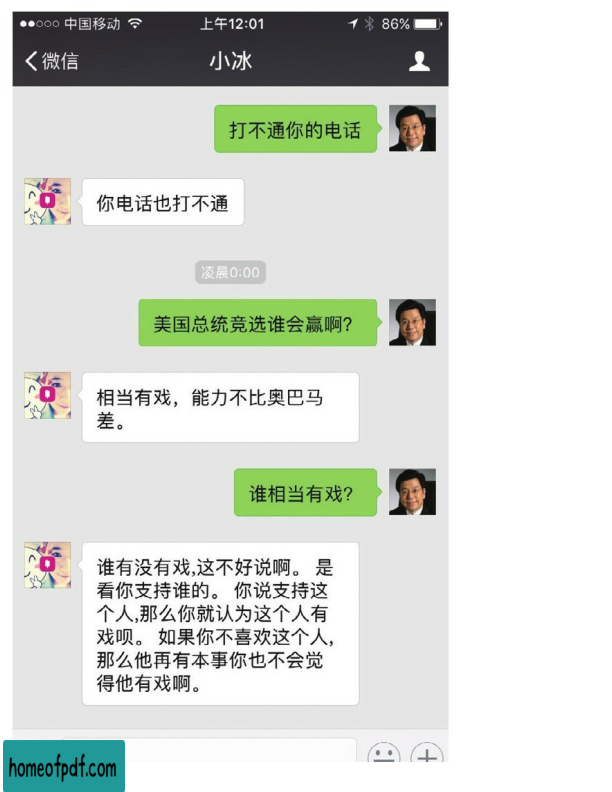 中国移动 上午12:01 86%
微信 小冰
打不通你的电话
你电话也打不通
凌晨0:00
美国总统竞选谁会赢啊?
相当有戏，能力不比奥巴马
差。
谁相当有戏?
谁有没有戏,这不好说啊。 是
看你支持谁的。 你说支持这
个人,那么你就认为这个人有
戏呗。 如果你不喜欢这个人,
那么他再有本事你也不会觉
得他有戏啊。
homeofpdf.com